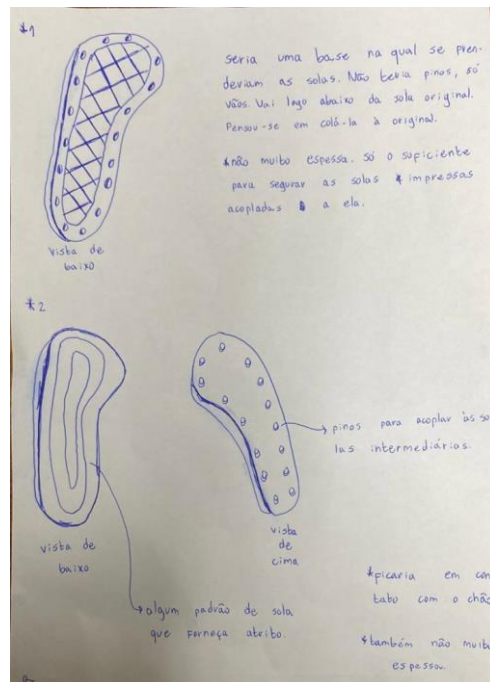 *1
seria uma base na qual se pren-
deriam as solas. Não teria pinos, só
vãos. Vai logo abaixo da sola original.
Pensou-se em colá-la à original.
*não muito espessa. só o suficiente
para segurar as solas impressas
acopladas a ela.
vista de
baixo
*2
pinos para acoplar às so
las intermediárias.
vista de
baixo
vista
de
cima
algum padrão de sola
que forneça atrito.
*ficaria em con
tato com o chão
*também não muito
espessa.